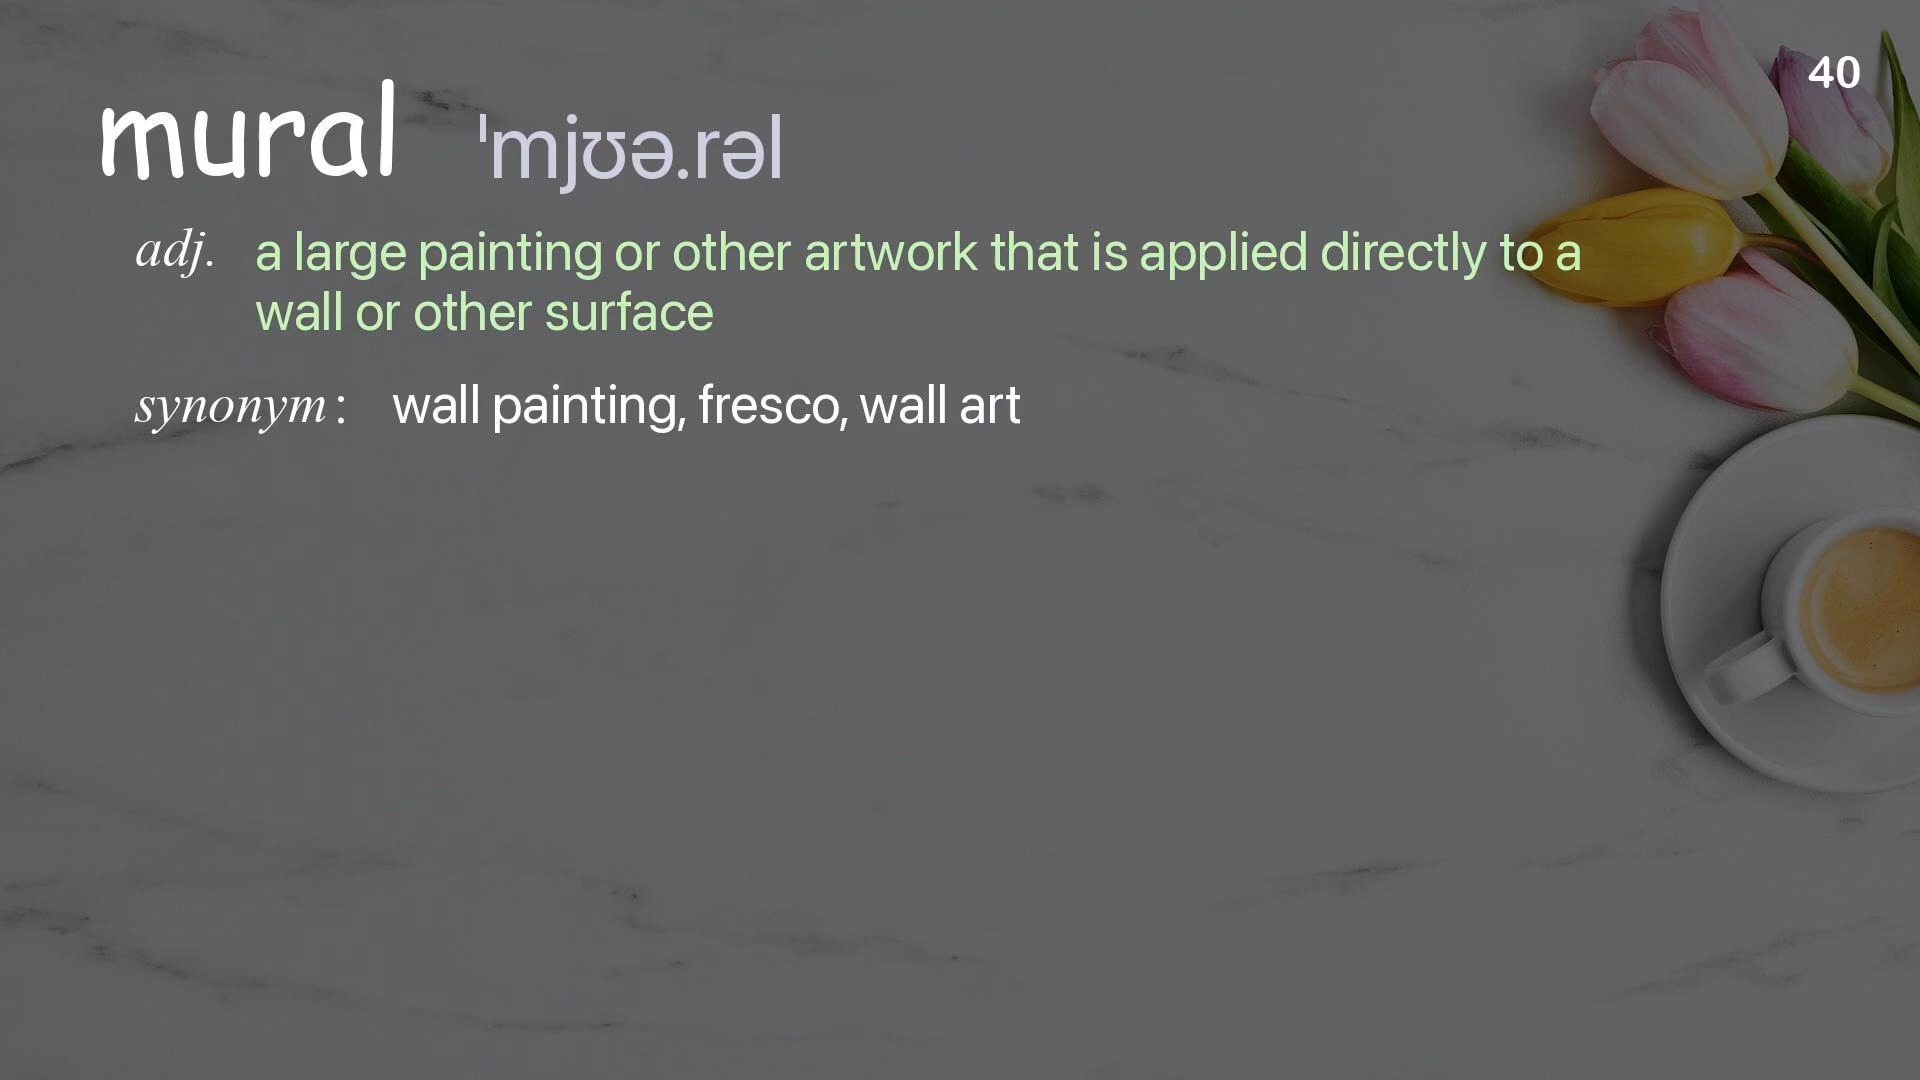 40
mural ˈmjʊə.rəl
adj. a large painting or other artwork that is applied directly to a
wall or other surface
synonym: wall painting, fresco, wall art